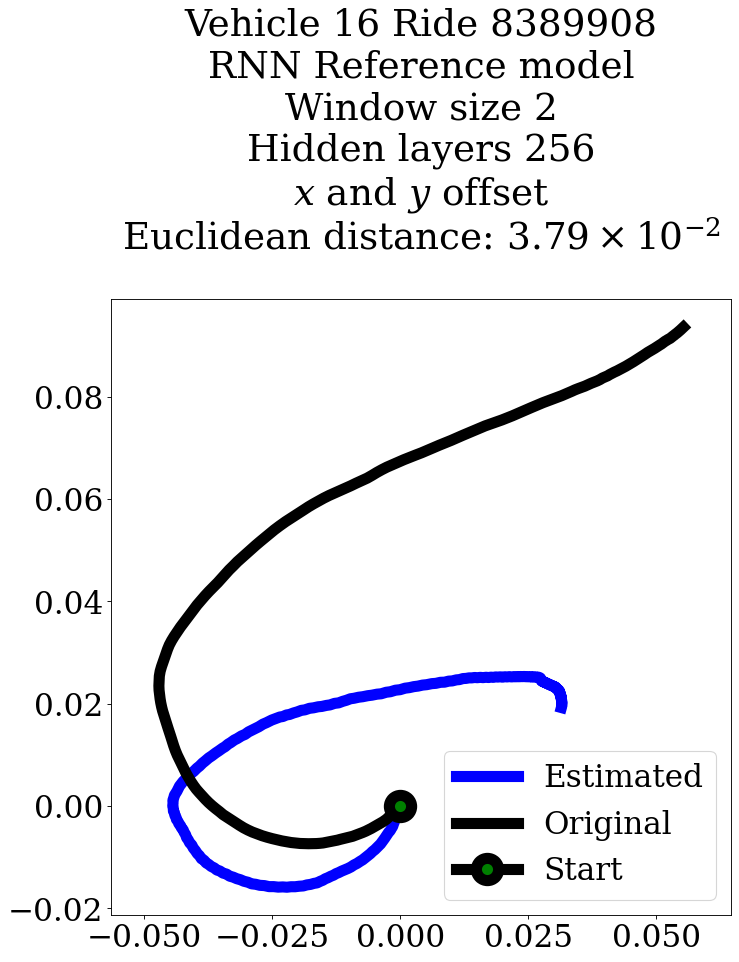 Vehicle 16 Ride 8389908
RNN Reference model
Window size 2
Hidden layers 256
x and y offset
Euclidean distance: 3.79 × 10⁻²
0.08
0.06
0.04
0.02
0.00
−0.02
−0.050 −0.025 0.000 0.025 0.050
Estimated
Original
Start